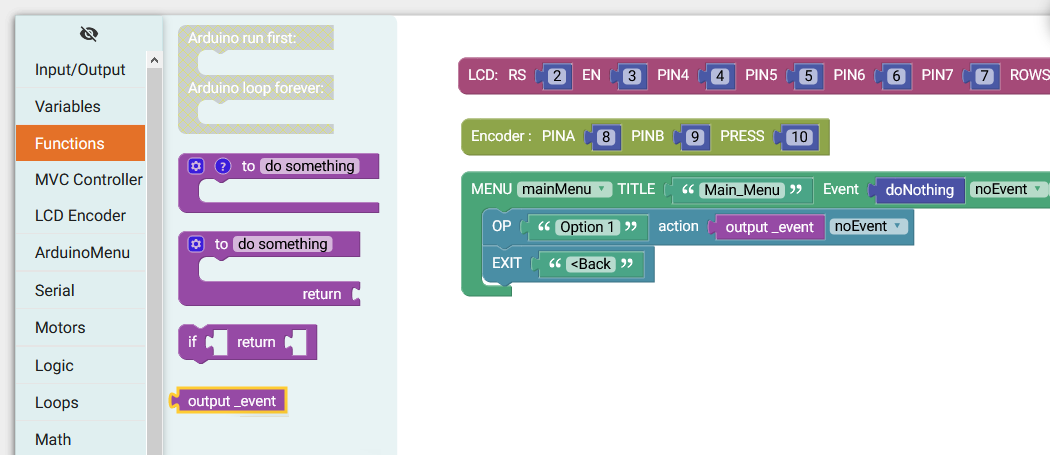 Input/Output
Variables
Functions
MVC Controller
LCD Encoder
ArduinoMenu
Serial
Motors
Logic
Loops
Math
Arduino run first:
Arduino loop forever:
? to do something
to do something
return
if return
output _event
LCD: RS 2 EN 3 PIN4 4 PIN5 5 PIN6 6 PIN7 7 ROWS
Encoder : PINA 8 PINB 9 PRESS 10
MENU mainMenu TITLE “ Main_Menu ” Event doNothing noEvent
OP “ Option 1 ” action output _event noEvent
EXIT “ <Back ”